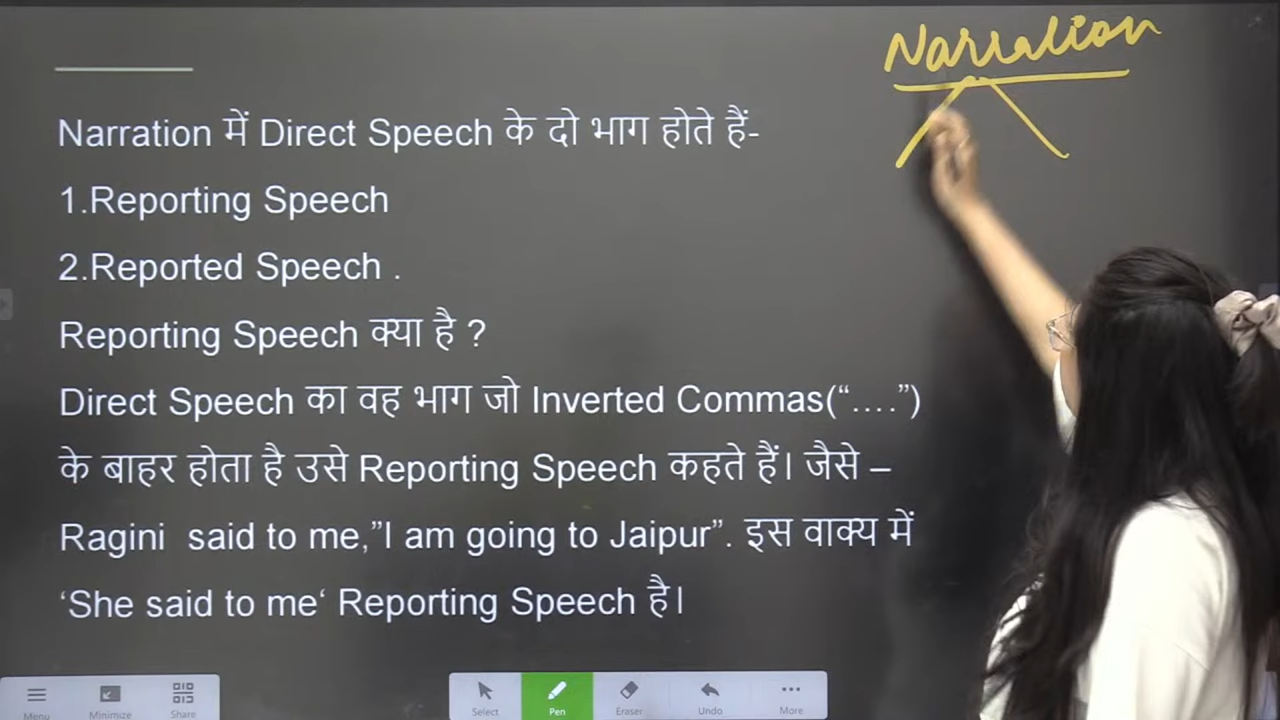 Narration
Narration में Direct Speech के दो भाग होते हैं-
1.Reporting Speech
2.Reported Speech .
Reporting Speech क्या है ?
Direct Speech का वह भाग जो Inverted Commas(“....”)
के बाहर होता है उसे Reporting Speech कहते हैं। जैसे –
Ragini said to me,”I am going to Jaipur”. इस वाक्य में
‘She said to me‘ Reporting Speech है।
Menu
Minimize
Share
Select
Pen
Eraser
Undo
More